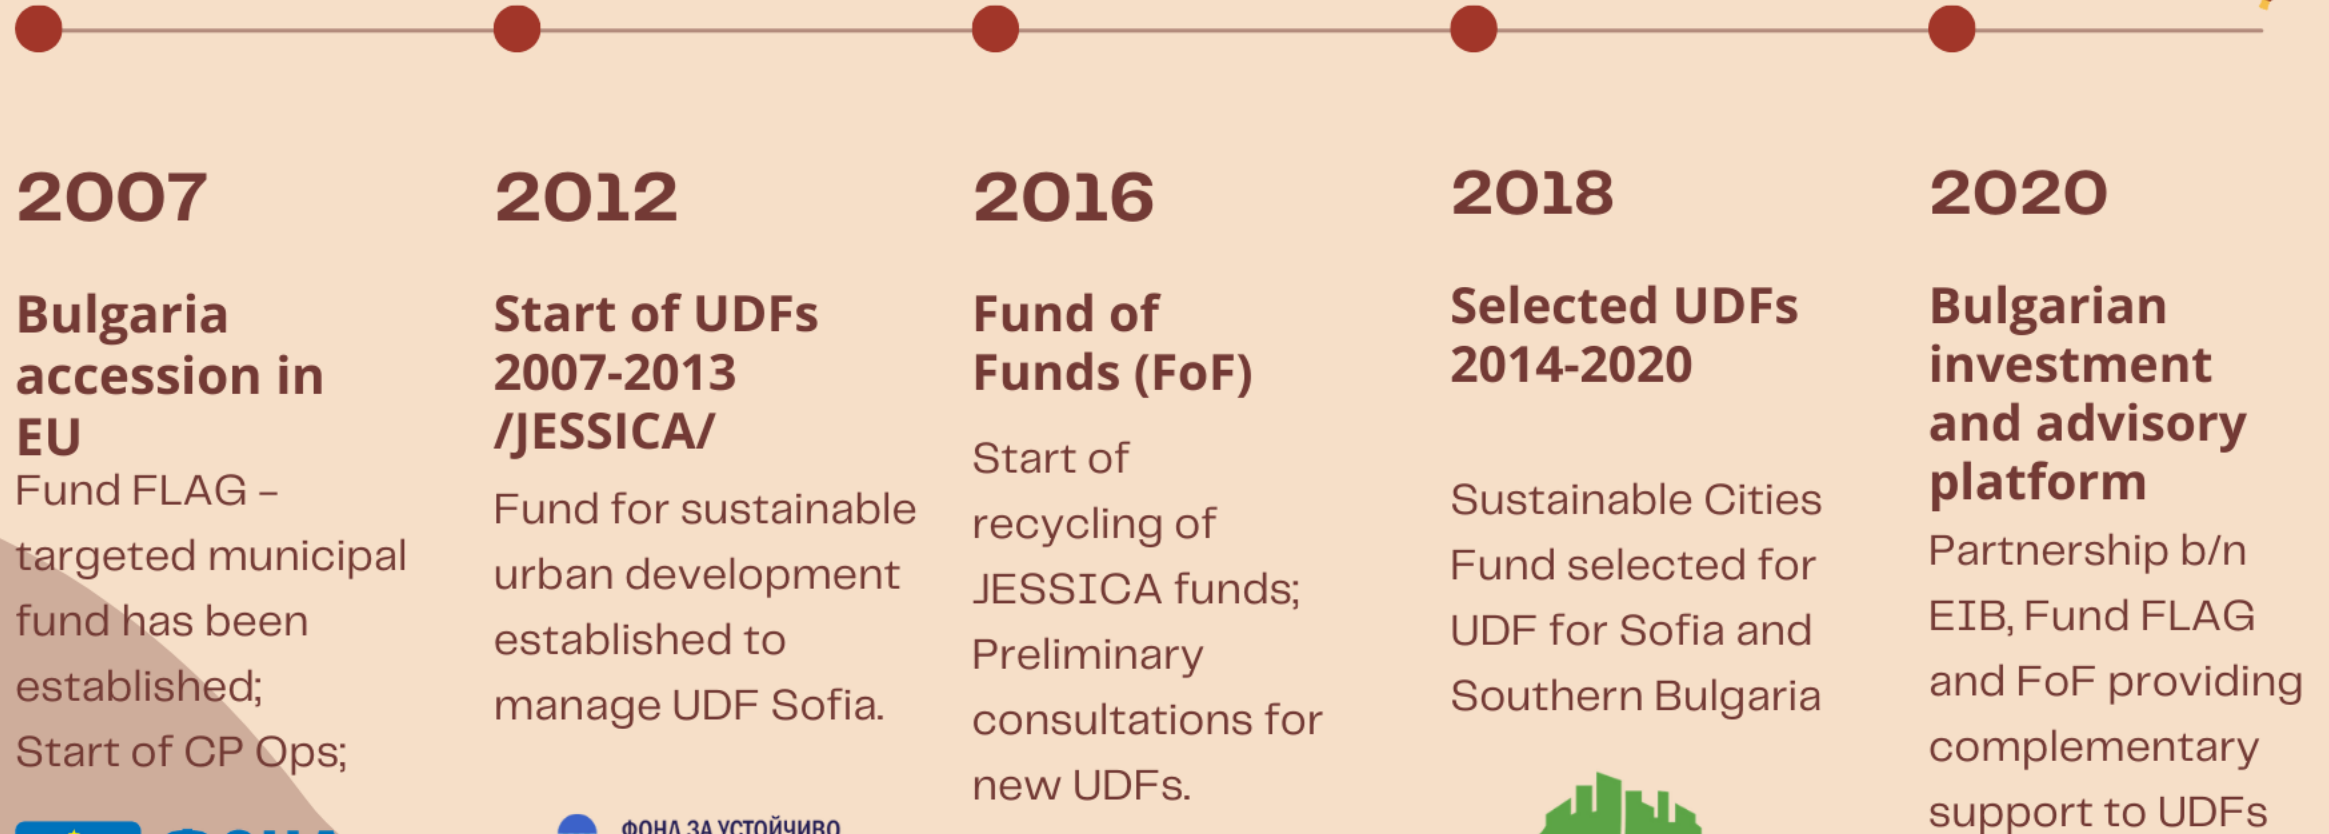 2007
Bulgaria
accession in
EU
Fund FLAG –
targeted municipal
fund has been
established;
Start of CP Ops;
ФОНД
2012
Start of UDFs
2007-2013
/JESSICA/
Fund for sustainable
urban development
established to
manage UDF Sofia.
ФОНД ЗА УСТОЙЧИВО
2016
Fund of
Funds (FoF)
Start of
recycling of
JESSICA funds;
Preliminary
consultations for
new UDFs.
2018
Selected UDFs
2014-2020
Sustainable Cities
Fund selected for
UDF for Sofia and
Southern Bulgaria
2020
Bulgarian
investment
and advisory
platform
Partnership b/n
EIB, Fund FLAG
and FoF providing
complementary
support to UDFs